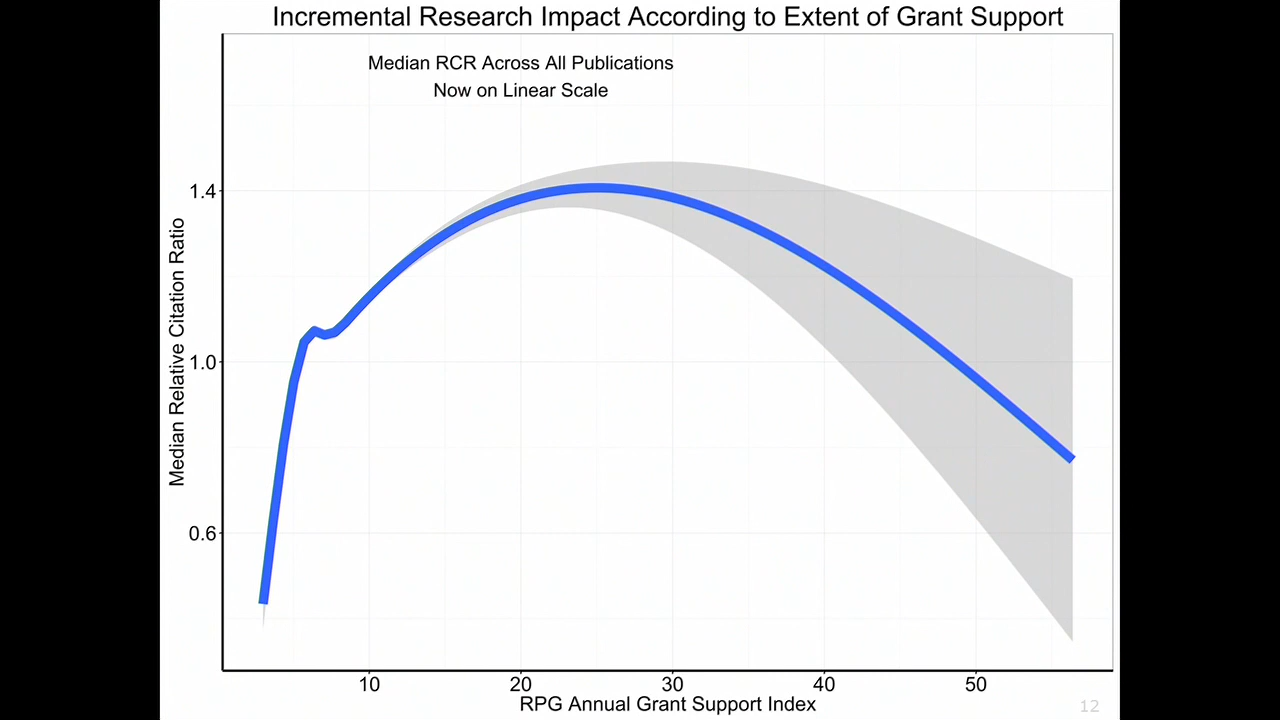 Incremental Research Impact According to Extent of Grant Support
Median RCR Across All Publications
Now on Linear Scale
Median Relative Citation Ratio
1.4
1.0
0.6
10 20 30 40 50
RPG Annual Grant Support Index
12